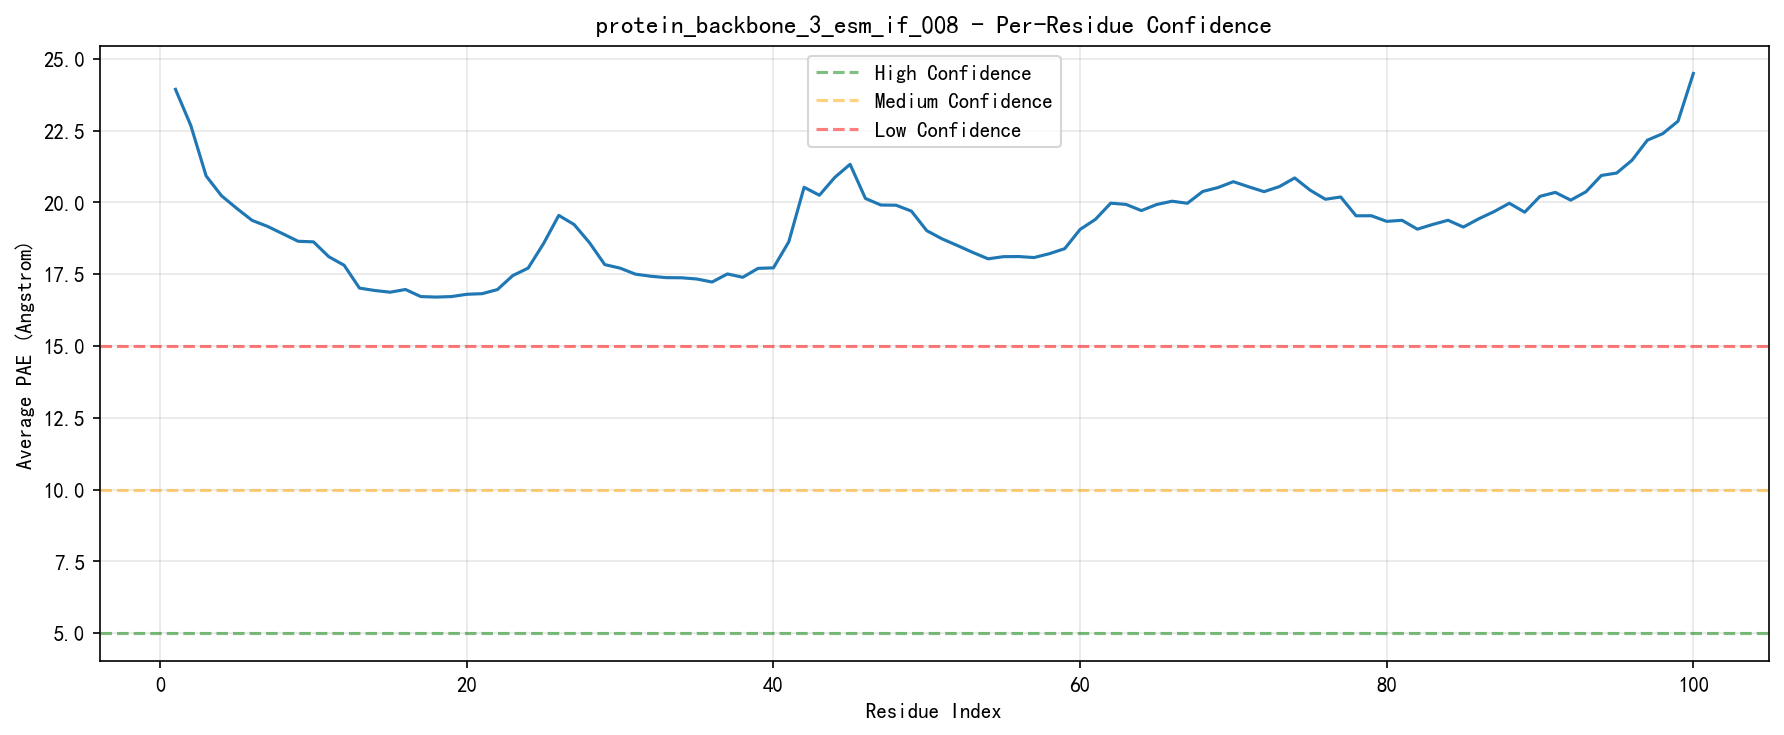 protein_backbone_3_esm_if_008 - Per-Residue Confidence
High Confidence
Medium Confidence
Low Confidence
Average PAE (Angstrom)
25.0
22.5
20.0
17.5
15.0
12.5
10.0
7.5
5.0
0 20 40 60 80 100
Residue Index